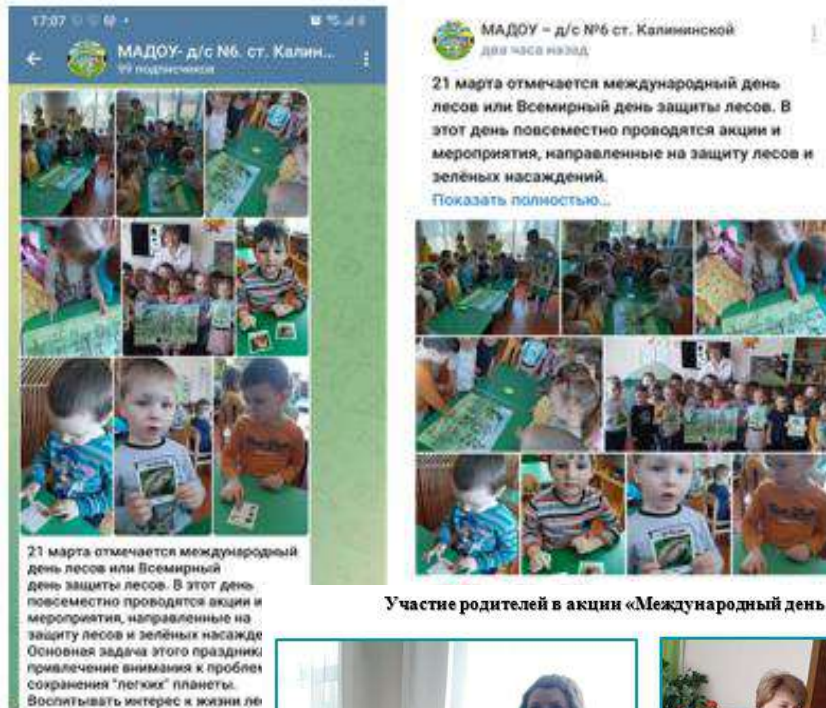 17:07
МАДОУ- д/с N6. ст. Калин...
99 подписчиков
21 марта отмечается международный
день лесов или Всемирный
день защиты лесов. В этот день
повсеместно проводятся акции и
мероприятия, направленные на
защиту лесов и зелёных насажде
Основная задача этого праздника
привлечение внимания к проблем
сохранения "легких" планеты.
Воспитывать интерес к жизни ле
МАДОУ – д/с №6 ст. Калининской
два часа назад
21 марта отмечается международный день
лесов или Всемирный день защиты лесов. В
этот день повсеместно проводятся акции и
мероприятия, направленные на защиту лесов и
зелёных насаждений.
Показать полностью...
Участие родителей в акции «Международный день